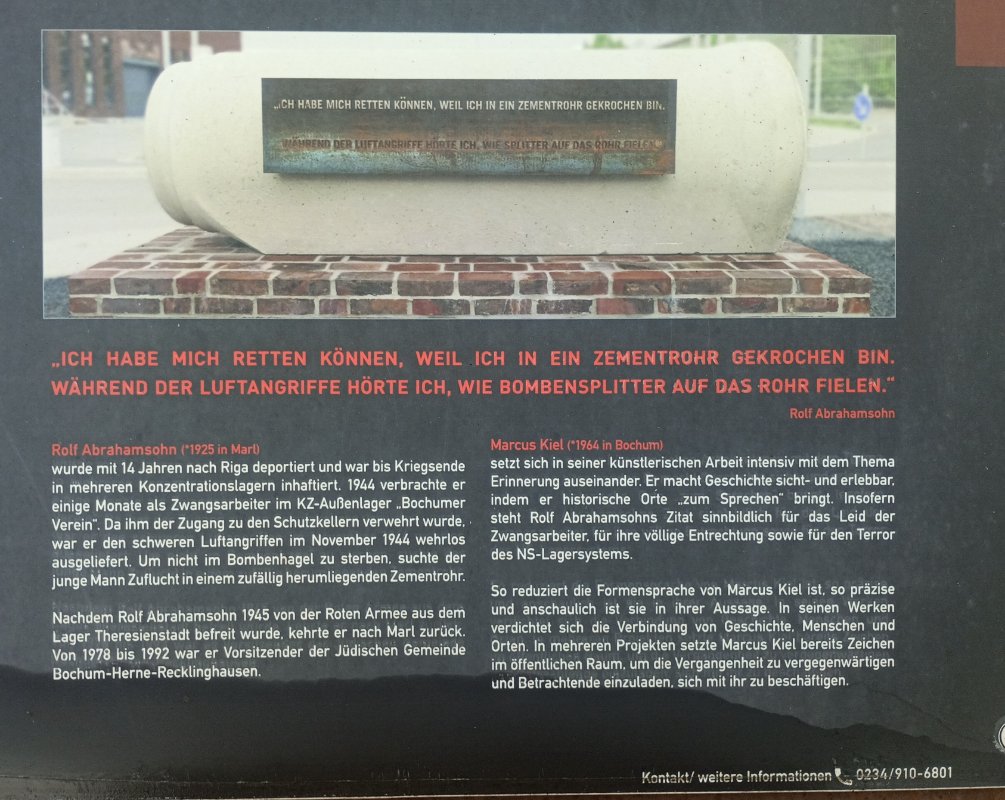 „ICH HABE MICH RETTEN KÖNNEN, WEIL ICH IN EIN ZEMENTROHR GEKROCHEN BIN.
WÄHREND DER LUFTANGRIFFE HÖRTE ICH, WIE SPLITTER AUF DAS ROHR FIELEN.“
„ICH HABE MICH RETTEN KÖNNEN, WEIL ICH IN EIN ZEMENTROHR GEKROCHEN BIN.
WÄHREND DER LUFTANGRIFFE HÖRTE ICH, WIE BOMBENSPLITTER AUF DAS ROHR FIELEN.“
Rolf Abrahamsohn
Rolf Abrahamsohn (*1925 in Marl)
wurde mit 14 Jahren nach Riga deportiert und war bis Kriegsende
in mehreren Konzentrationslagern inhaftiert. 1944 verbrachte er
einige Monate als Zwangsarbeiter im KZ-Außenlager „Bochumer
Verein“. Da ihm der Zugang zu den Schutzkellern verwehrt wurde,
war er den schweren Luftangriffen im November 1944 wehrlos
ausgeliefert. Um nicht im Bombenhagel zu sterben, suchte der
junge Mann Zuflucht in einem zufällig herumliegenden Zementrohr.
Nachdem Rolf Abrahamsohn 1945 von der Roten Armee aus dem
Lager Theresienstadt befreit wurde, kehrte er nach Marl zurück.
Von 1978 bis 1992 war er Vorsitzender der Jüdischen Gemeinde
Bochum-Herne-Recklinghausen.
Marcus Kiel (*1964 in Bochum)
setzt sich in seiner künstlerischen Arbeit intensiv mit dem Thema
Erinnerung auseinander. Er macht Geschichte sicht- und erlebbar,
indem er historische Orte „zum Sprechen“ bringt. Insofern
steht Rolf Abrahamsohns Zitat sinnbildlich für das Leid der
Zwangsarbeiter, für ihre völlige Entrechtung sowie für den Terror
des NS-Lagersystems.
So reduziert die Formensprache von Marcus Kiel ist, so präzise
und anschaulich ist sie in ihrer Aussage. In seinen Werken
verdichtet sich die Verbindung von Geschichte, Menschen und
Orten. In mehreren Projekten setzte Marcus Kiel bereits Zeichen
im öffentlichen Raum, um die Vergangenheit zu vergegenwärtigen
und Betrachtende einzuladen, sich mit ihr zu beschäftigen.
Kontakt/ weitere Informationen 0234/910-6801